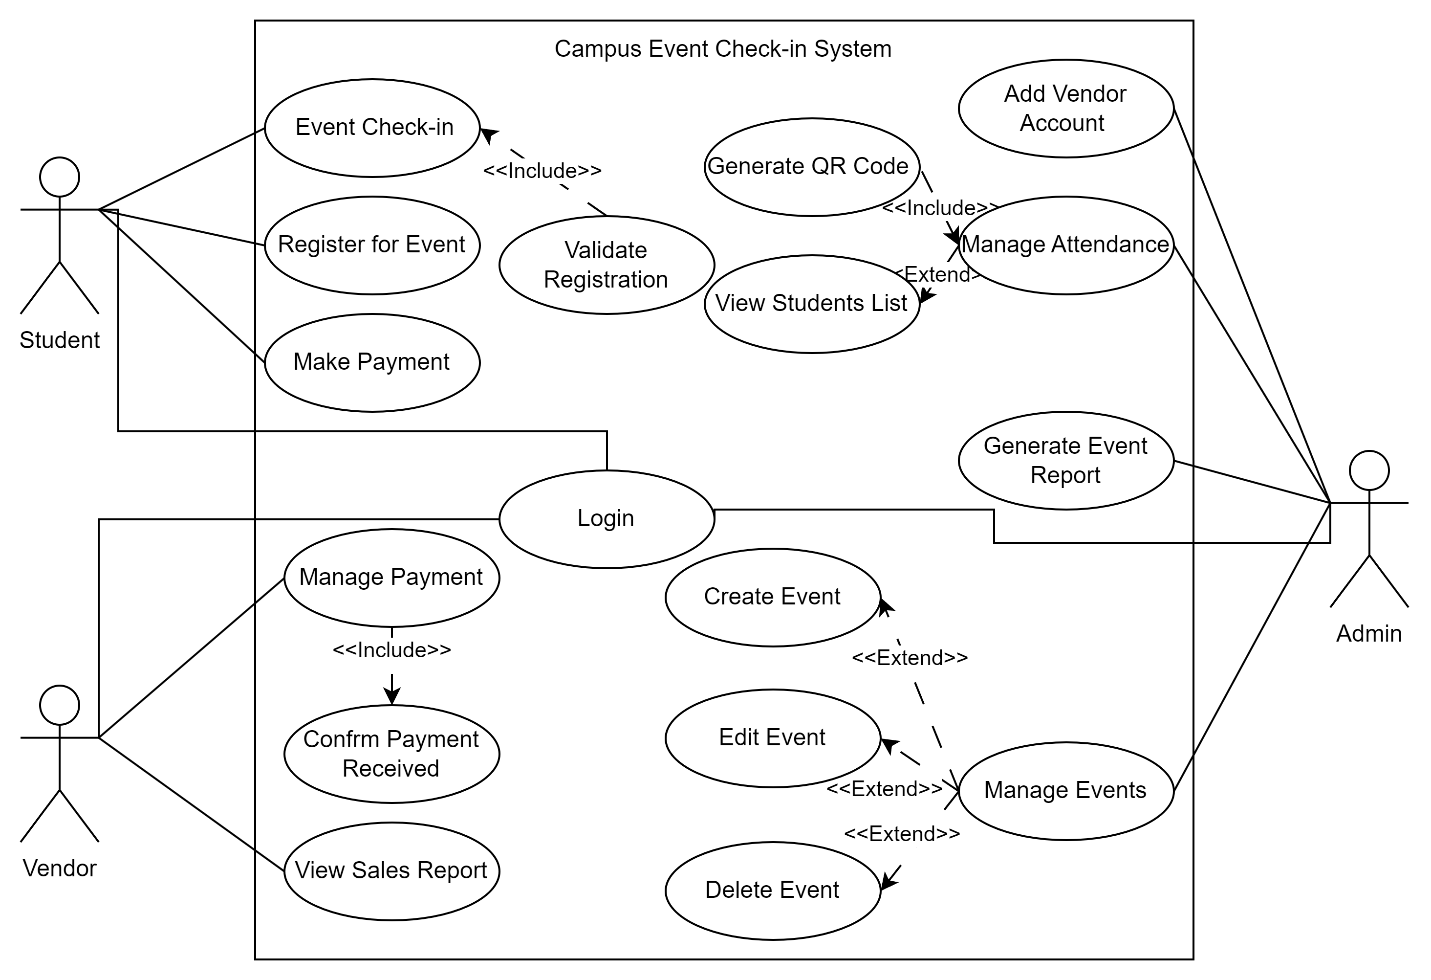 Campus Event Check-in System
Event Check-in
<<Include>>
Validate
Registration
Register for Event
Make Payment
Student
Generate QR Code
<<Include>>
Add Vendor
Account
Manage Attendance
<Extend>
View Students List
Generate Event
Report
Login
Admin
Manage Payment
<<Include>>
Confrm Payment
Received
View Sales Report
Vendor
Create Event
<<Extend>>
Edit Event
<<Extend>>
Manage Events
<<Extend>>
Delete Event